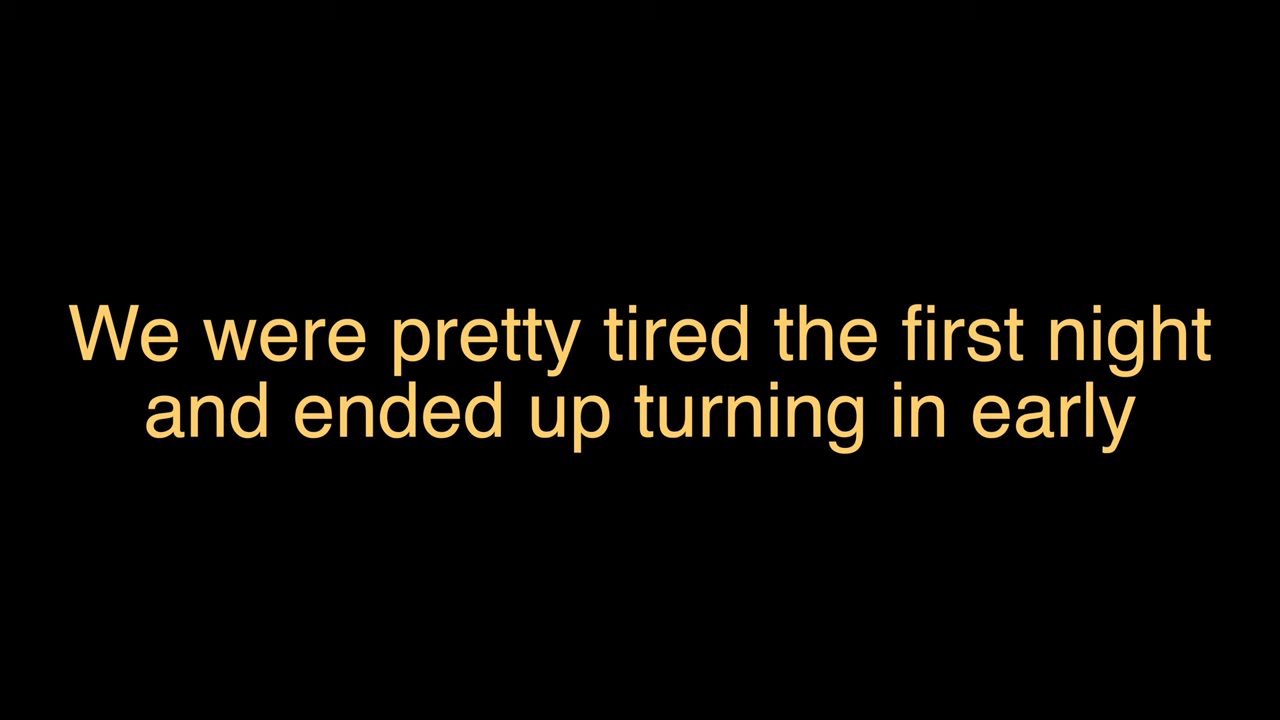 We were pretty tired the first night
and ended up turning in early